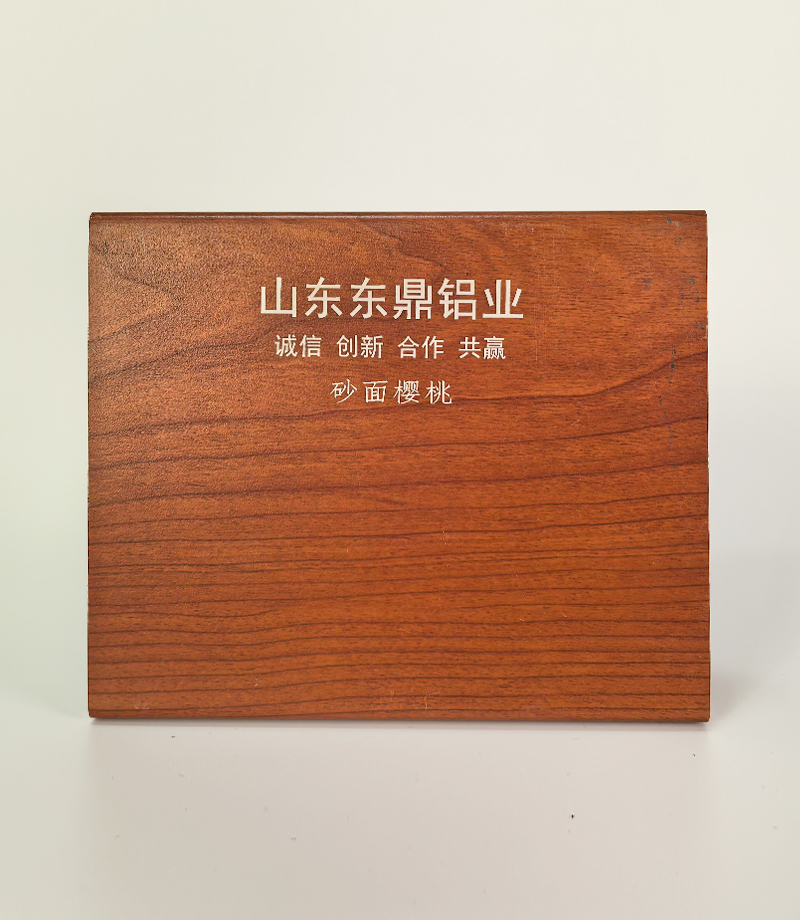 山东东鼎铝业
诚信 创新 合作 共赢
砂面樱桃